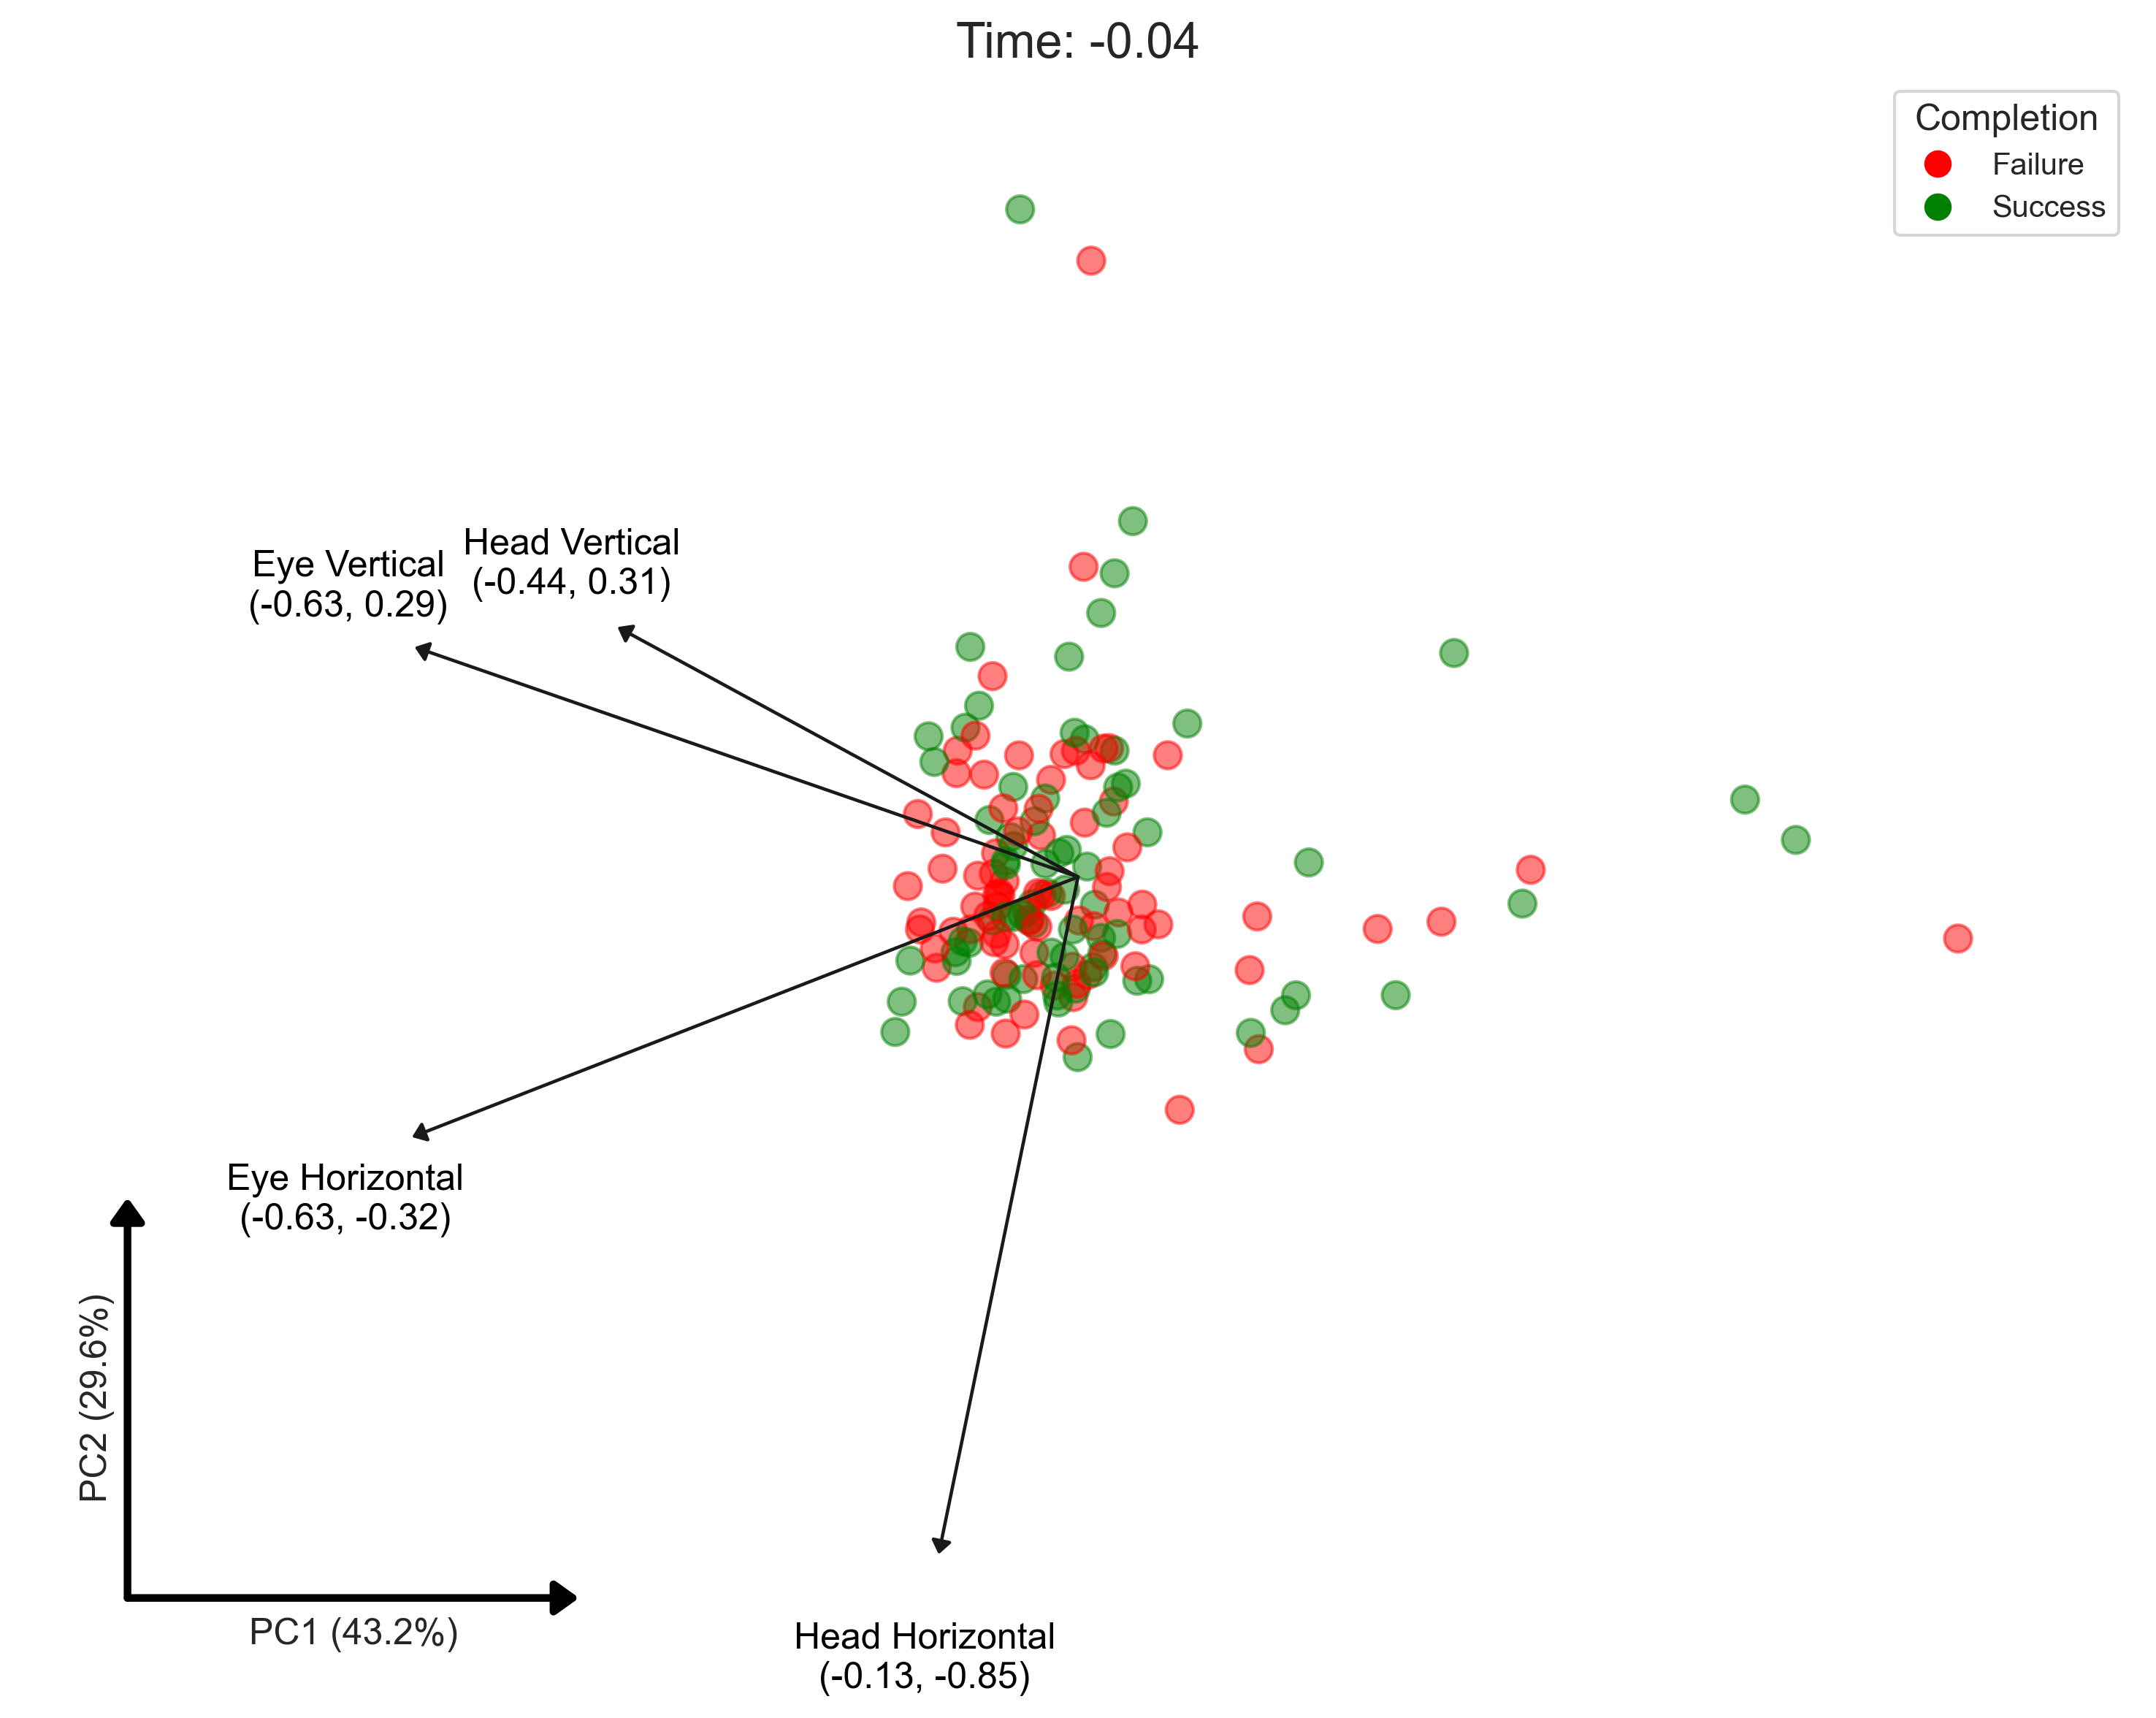 Time: -0.04
Completion
Failure
Success
Head Vertical
(-0.44, 0.31)
Eye Vertical
(-0.63, 0.29)
Eye Horizontal
(-0.63, -0.32)
PC2 (29.6%)
PC1 (43.2%)
Head Horizontal
(-0.13, -0.85)